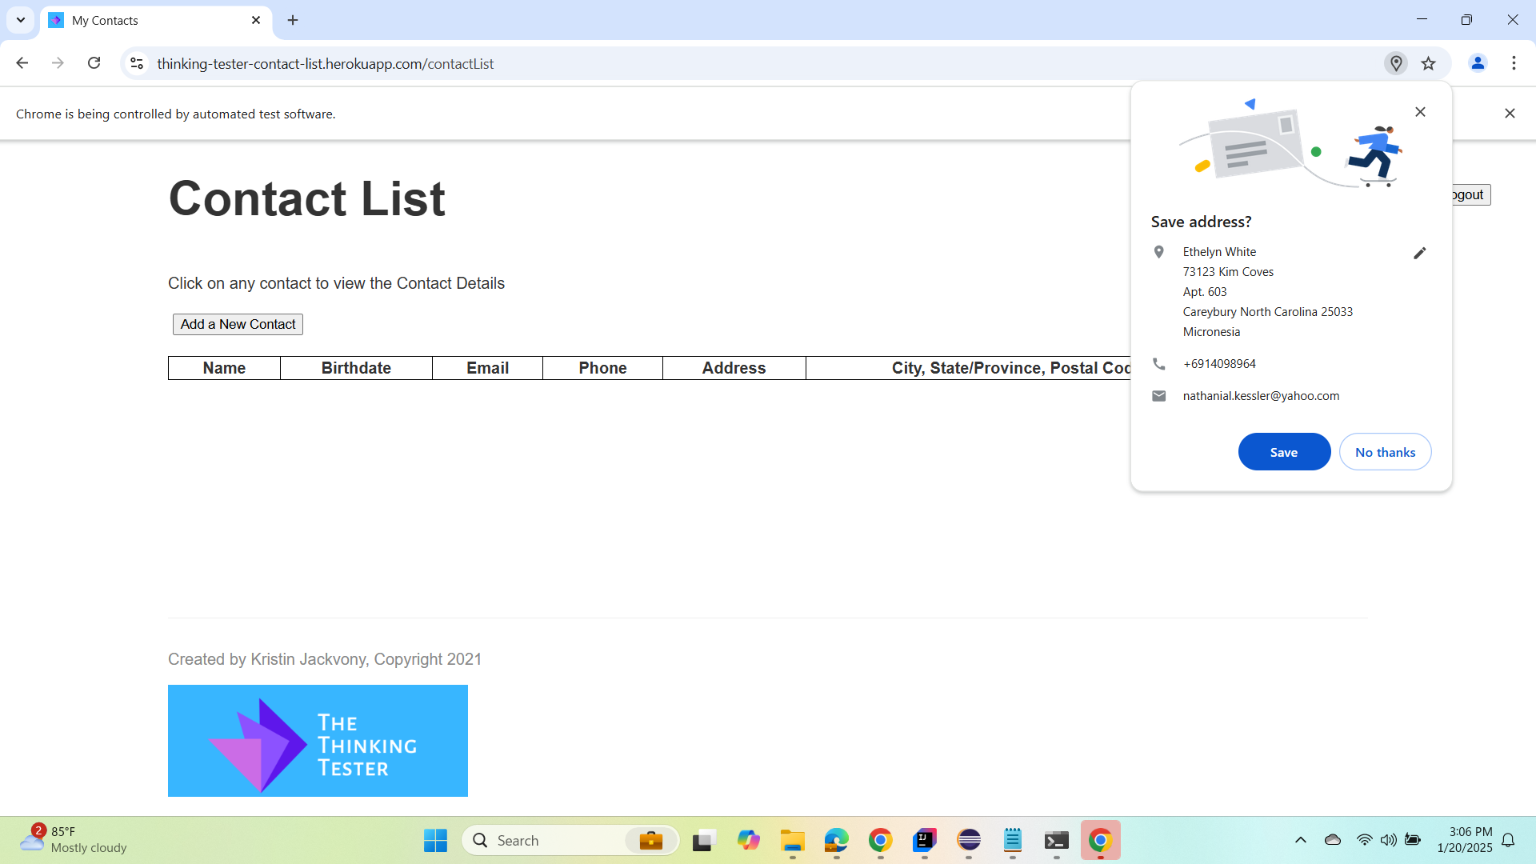 My Contacts
thinking-tester-contact-list.herokuapp.com/contactList
Chrome is being controlled by automated test software.
Contact List
ogout
Click on any contact to view the Contact Details
Add a New Contact
Name Birthdate Email Phone Address City, State/Province, Postal Cod
Save address?
Ethelyn White
73123 Kim Coves
Apt. 603
Careybury North Carolina 25033
Micronesia
+6914098964
nathanial.kessler@yahoo.com
Save No thanks
Created by Kristin Jackvony, Copyright 2021
THE
THINKING
TESTER
2
85°F
Mostly cloudy
Search
3:06 PM
1/20/2025